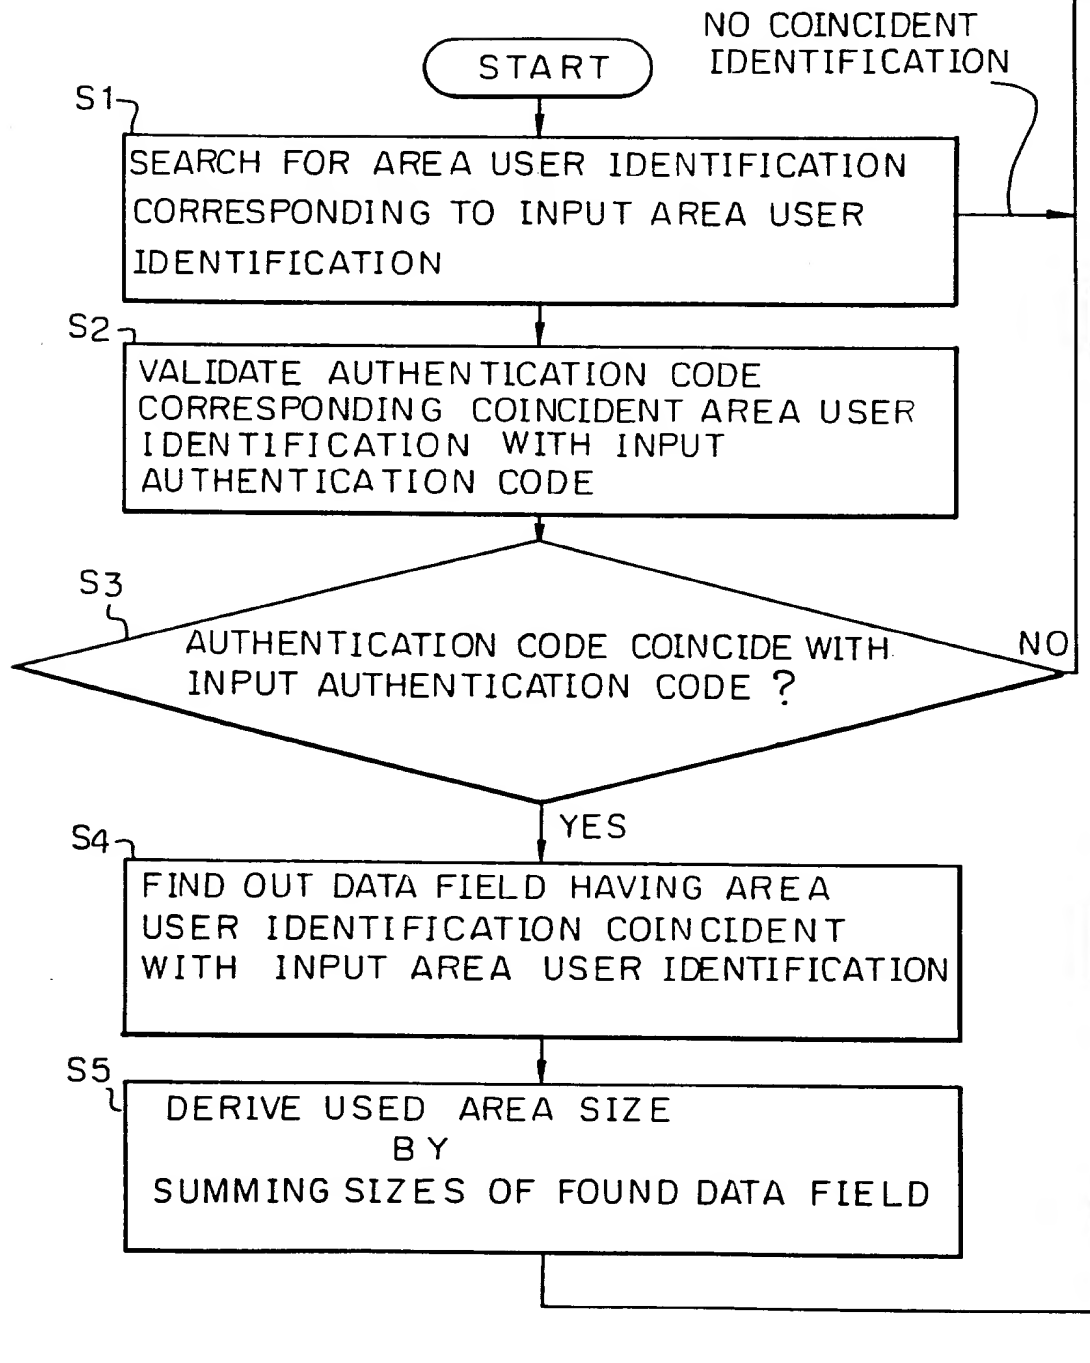 NO COINCIDENT
IDENTIFICATION
START
S1
SEARCH FOR AREA USER IDENTIFICATION
CORRESPONDING TO INPUT AREA USER
IDENTIFICATION
S2
VALIDATE AUTHENTICATION CODE
CORRESPONDING COINCIDENT AREA USER
IDENTIFICATION WITH INPUT
AUTHENTICATION CODE
S3
AUTHENTICATION CODE COINCIDE WITH
INPUT AUTHENTICATION CODE ?
NO
YES
S4
FIND OUT DATA FIELD HAVING AREA
USER IDENTIFICATION COINCIDENT
WITH INPUT AREA USER IDENTIFICATION
S5
DERIVE USED AREA SIZE
BY
SUMMING SIZES OF FOUND DATA FIELD